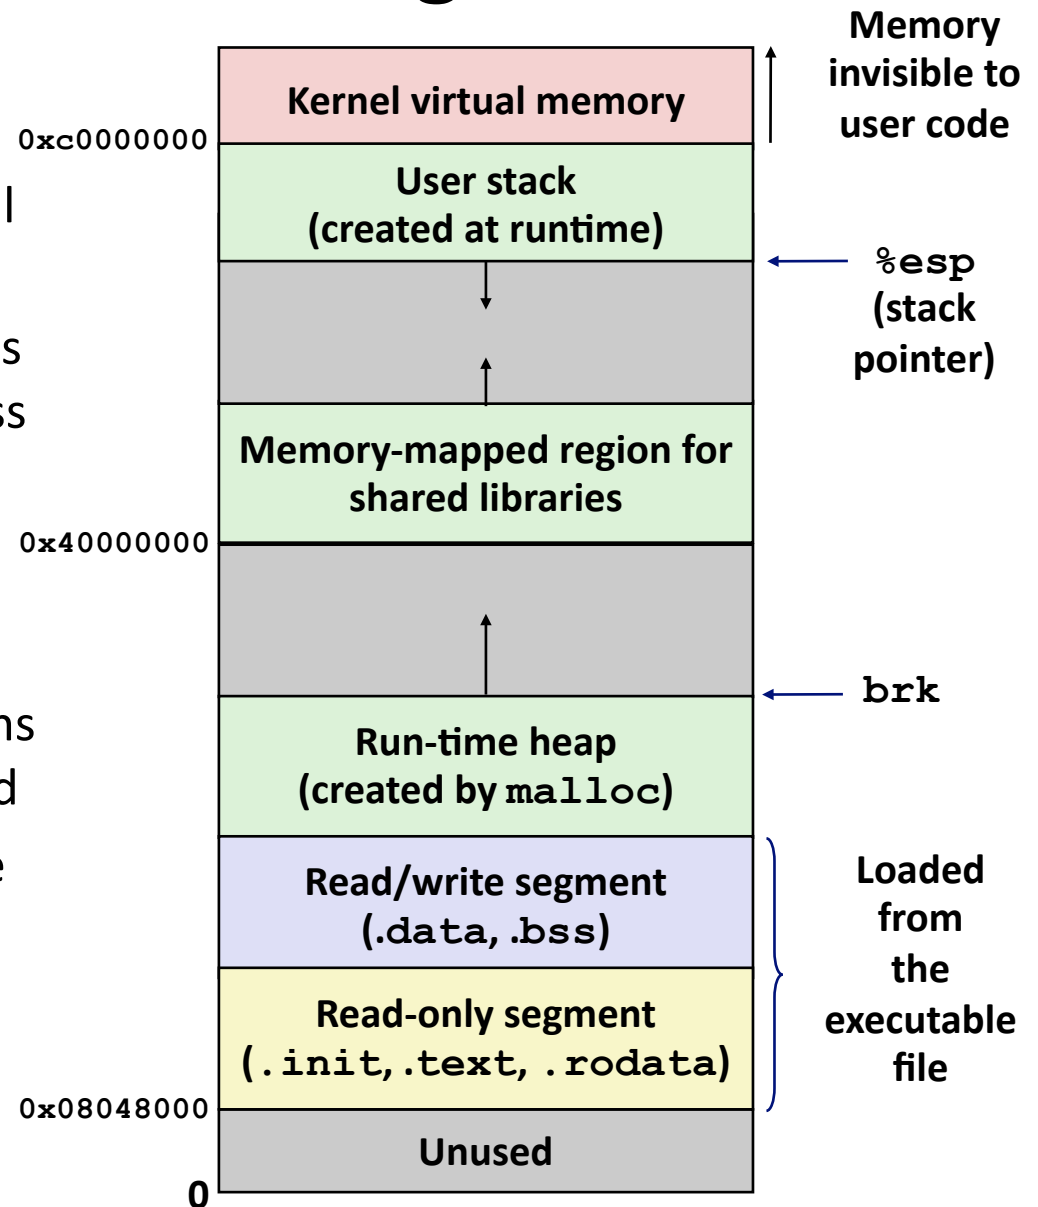 Memory
invisible to
user code
Kernel virtual memory
0xc0000000
User stack
(created at runtime)
%esp
(stack
pointer)
Memory-mapped region for
shared libraries
0x40000000
brk
Run-time heap
(created by malloc)
Read/write segment
(.data, .bss)
Loaded
from
the
executable
file
Read-only segment
(.init, .text, .rodata)
0x08048000
Unused
0